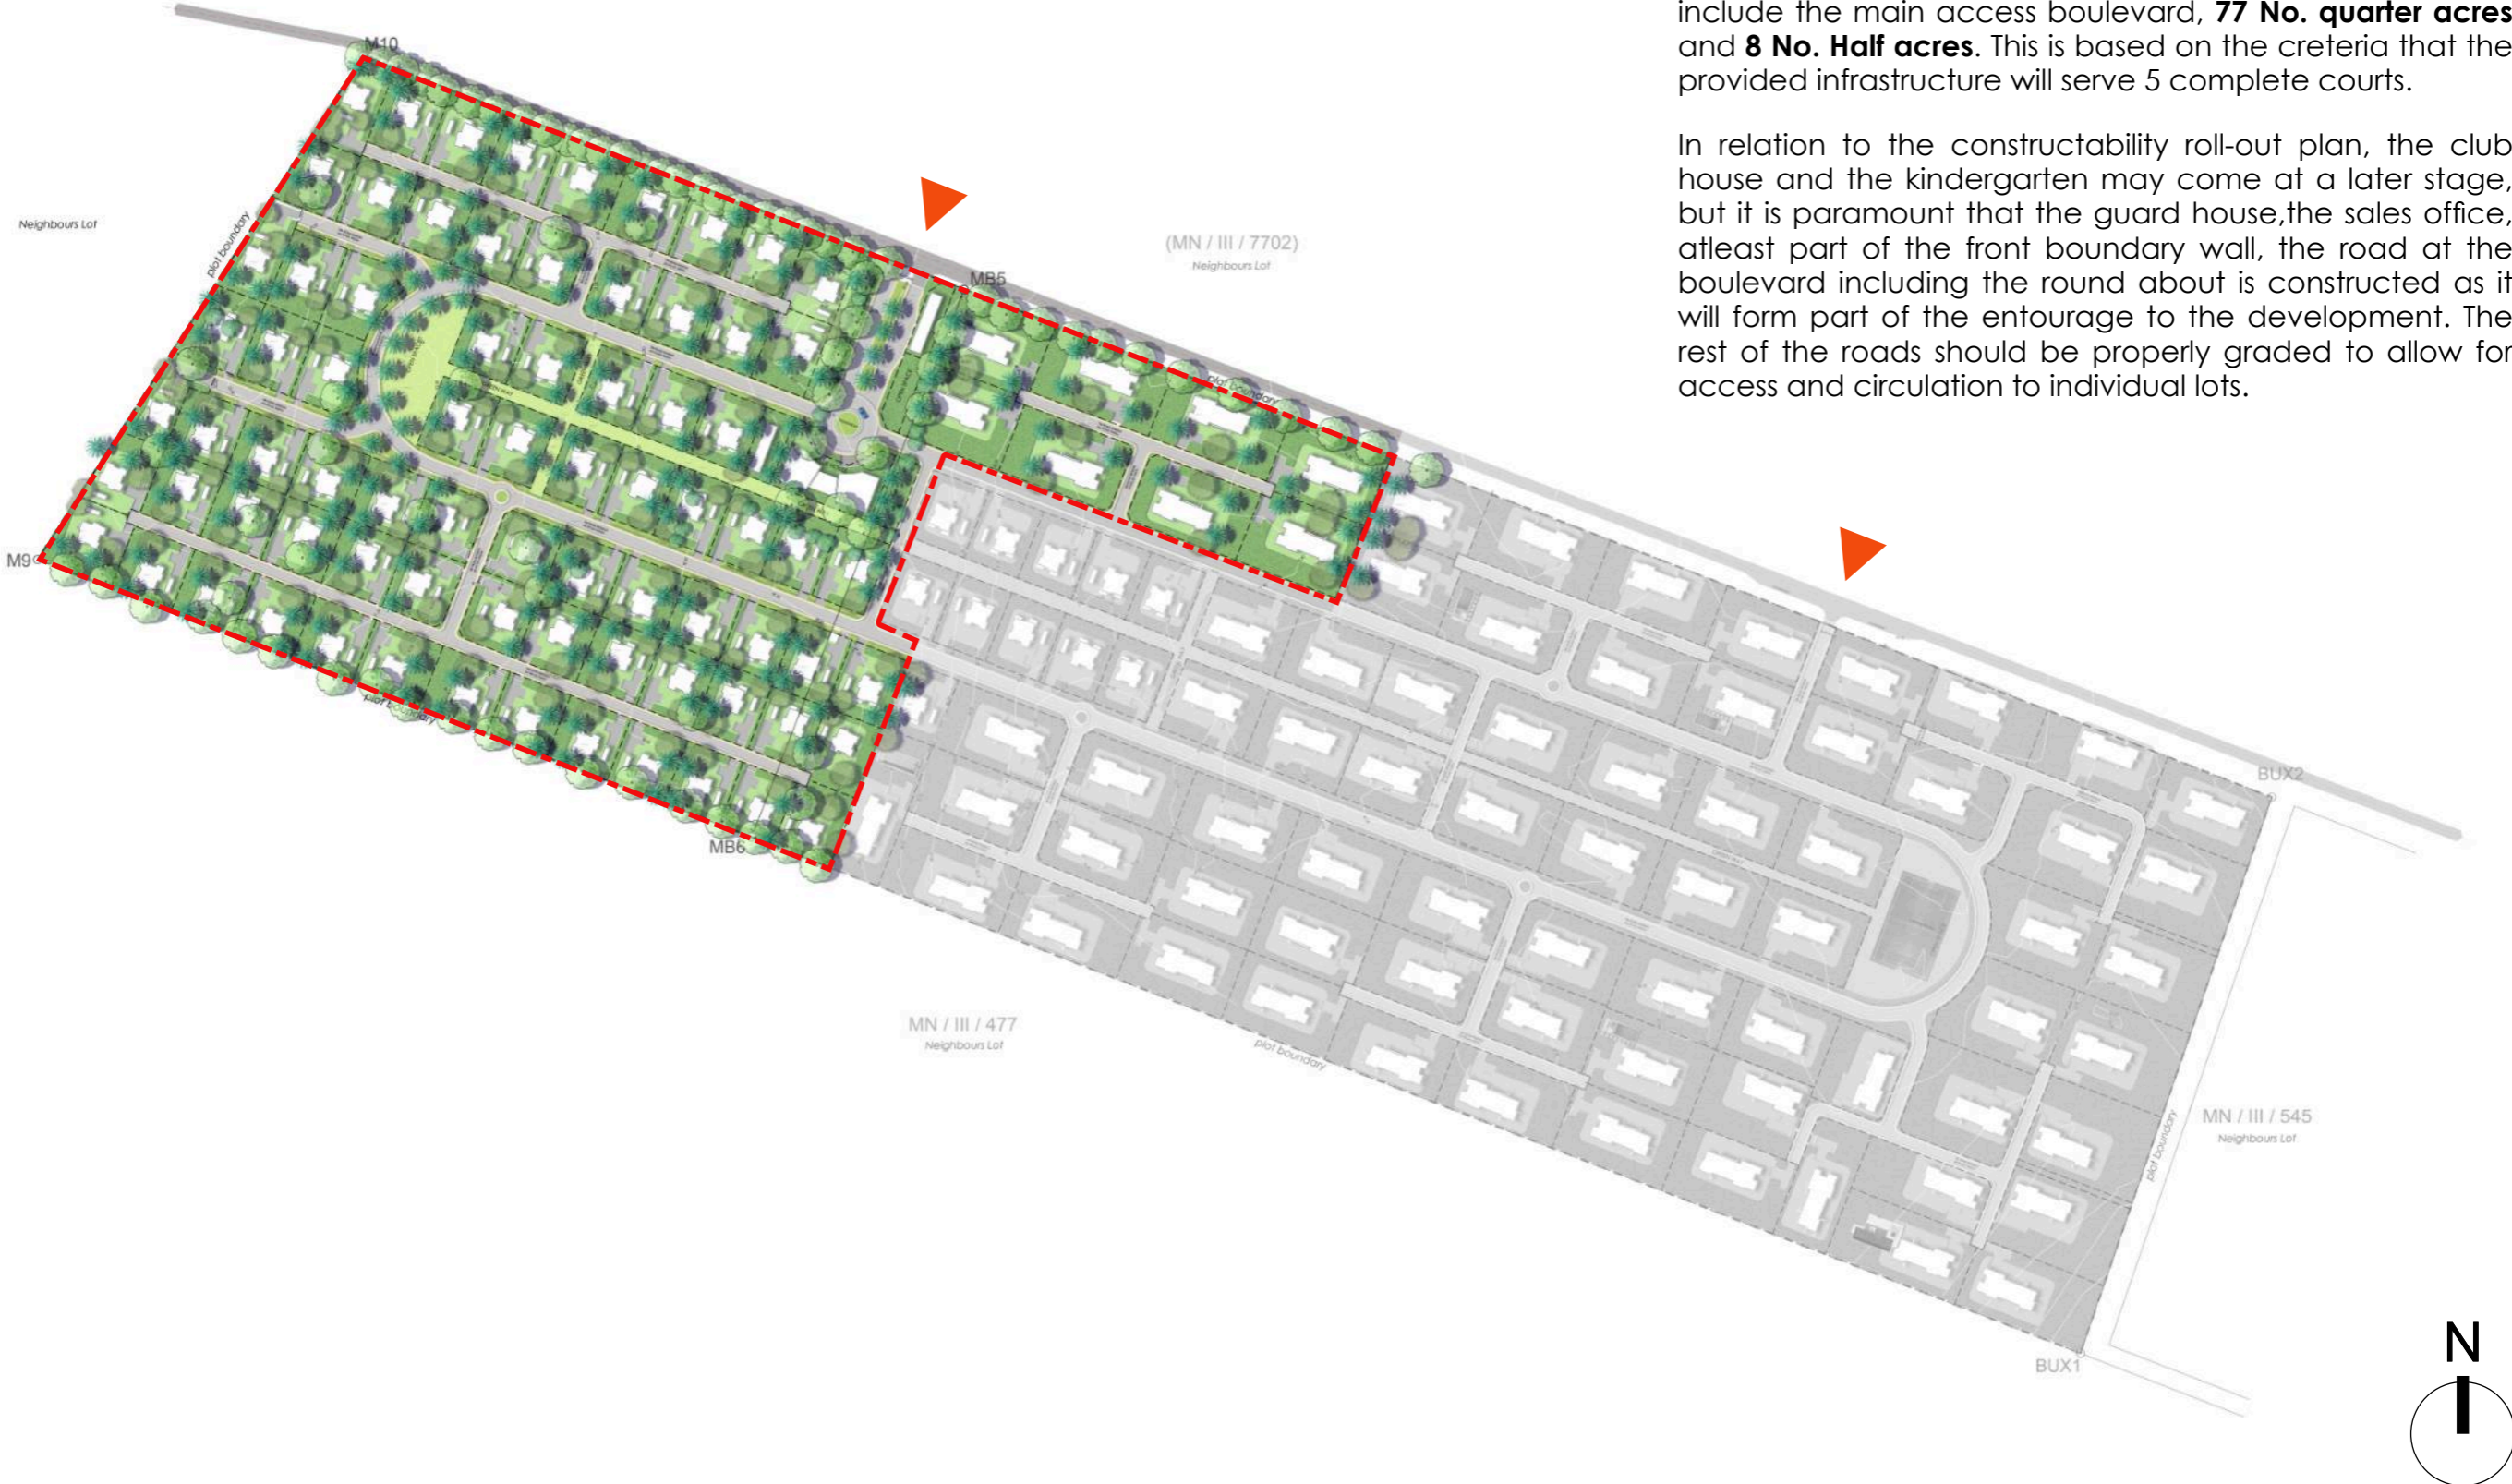 include the main access boulevard, 77 No. quarter acres
and 8 No. Half acres. This is based on the creteria that the
provided infrastructure will serve 5 complete courts.
In relation to the constructability roll-out plan, the club
house and the kindergarten may come at a later stage,
but it is paramount that the guard house,the sales office,
atleast part of the front boundary wall, the road at the
boulevard including the round about is constructed as it
will form part of the entourage to the development. The
rest of the roads should be properly graded to allow for
access and circulation to individual lots.
M10
Neighbours Lot
plot boundary
(MN / III / 7702)
Neighbours Lot
MB5
plot boundary
M9
plot boundary
MB6
BUX2
MN / III / 477
Neighbours Lot
plot boundary
MN / III / 545
Neighbours Lot
plot boundary
BUX1
N